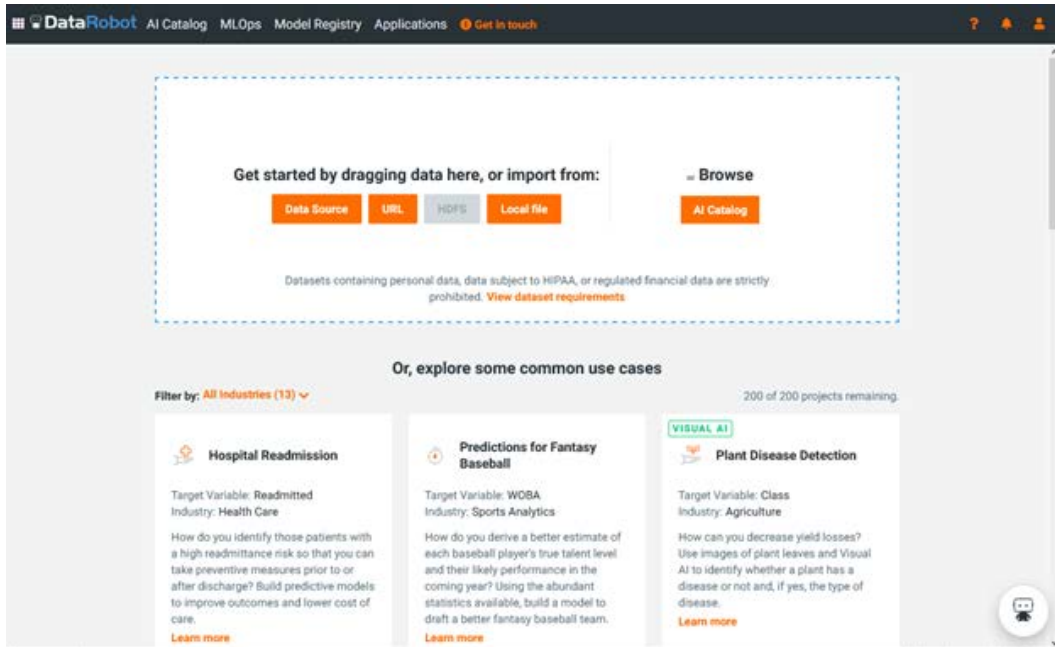 DataRobot AI Catalog MLOps Model Registry Applications Get in touch
Get started by dragging data here, or import from:
Browse
Data Source URL HDFS Local file
AI Catalog
Datasets containing personal data, data subject to HIPAA, or regulated financial data are strictly
prohibited. View dataset requirements
Or, explore some common use cases
Filter by: All Industries (13)
200 of 200 projects remaining.
Hospital Readmission
Target Variable: Readmitted
Industry: Health Care
How do you identify those patients with
a high readmittance risk so that you can
take preventive measures prior to or
after discharge? Build predictive models
to improve outcomes and lower cost of
care.
Learn more
Predictions for Fantasy
Baseball
Target Variable: WOBA
Industry: Sports Analytics
How do you derive a better estimate of
each baseball player's true talent level
and their likely performance in the
coming year? Using the abundant
statistics available, build a model to
draft a better fantasy baseball team.
Learn more
VISUAL AI
Plant Disease Detection
Target Variable: Class
Industry: Agriculture
How can you decrease yield losses?
Use images of plant leaves and Visual
AI to identify whether a plant has a
disease or not and, if yes, the type of
disease.
Learn more